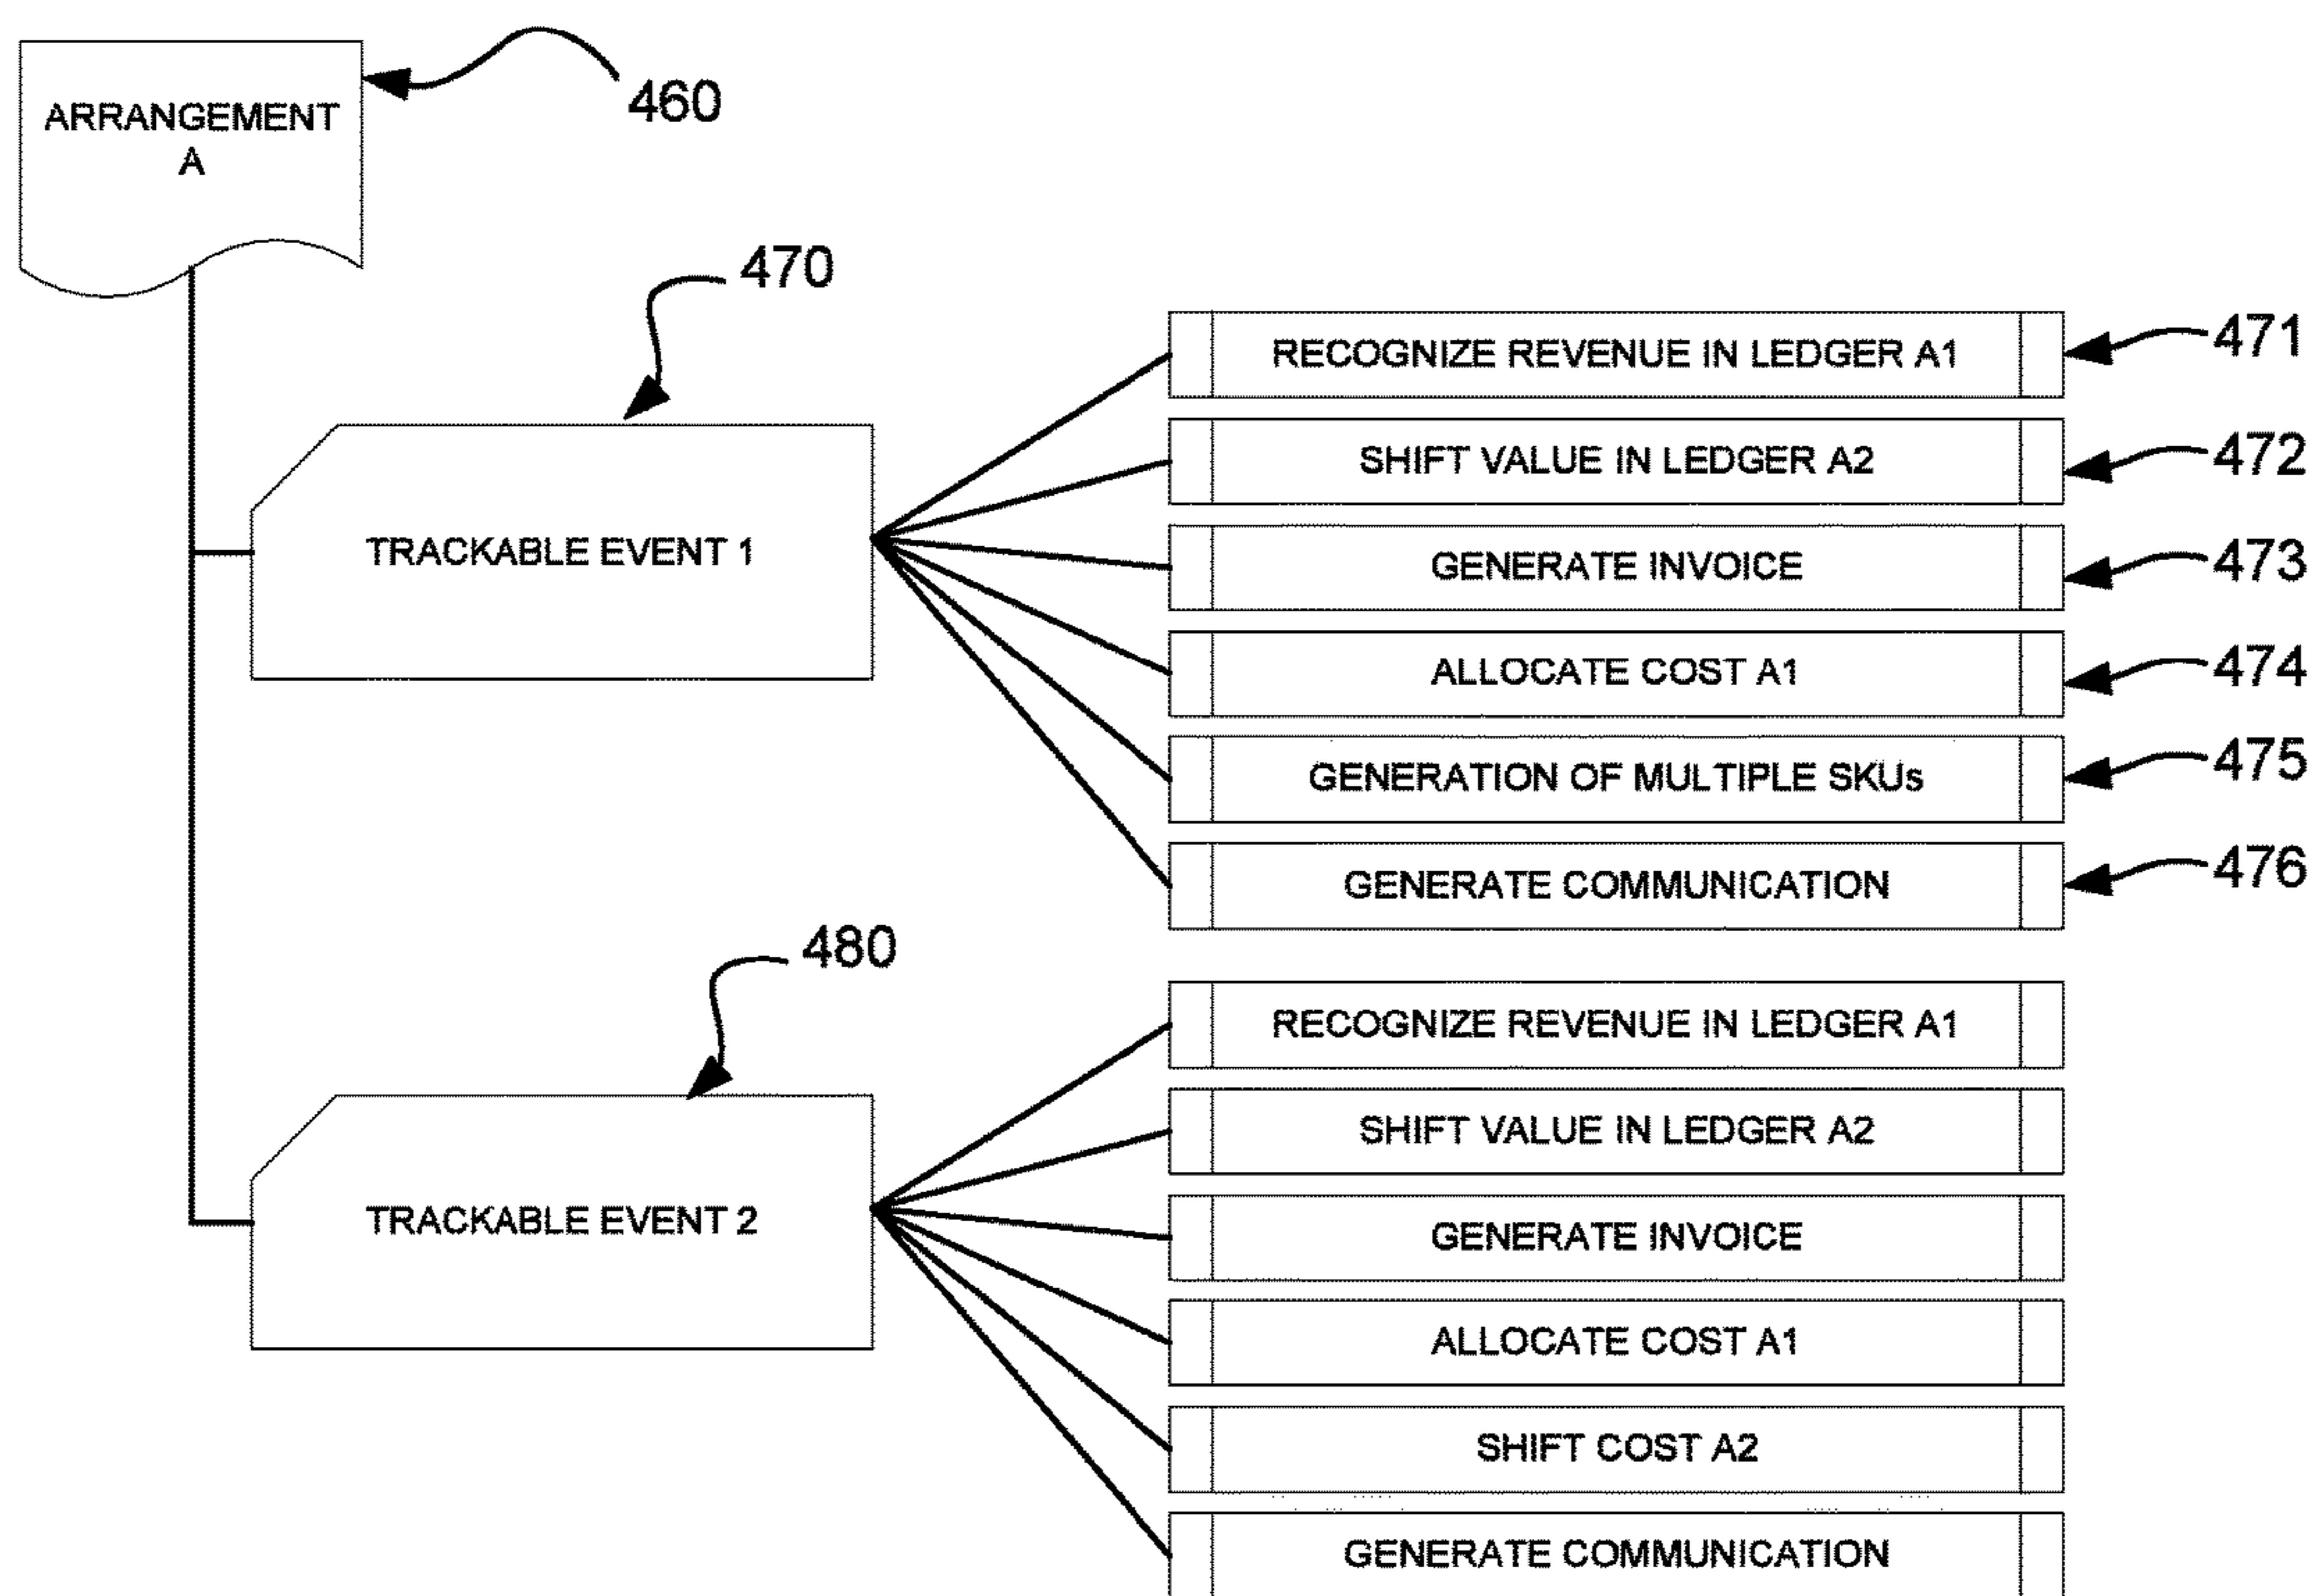 ARRANGEMENT
A
460
470
TRACKABLE EVENT 1
RECOGNIZE REVENUE IN LEDGER A1
471
SHIFT VALUE IN LEDGER A2
472
GENERATE INVOICE
473
ALLOCATE COST A1
474
GENERATION OF MULTIPLE SKUs
475
GENERATE COMMUNICATION
476
480
TRACKABLE EVENT 2
RECOGNIZE REVENUE IN LEDGER A1
SHIFT VALUE IN LEDGER A2
GENERATE INVOICE
ALLOCATE COST A1
SHIFT COST A2
GENERATE COMMUNICATION